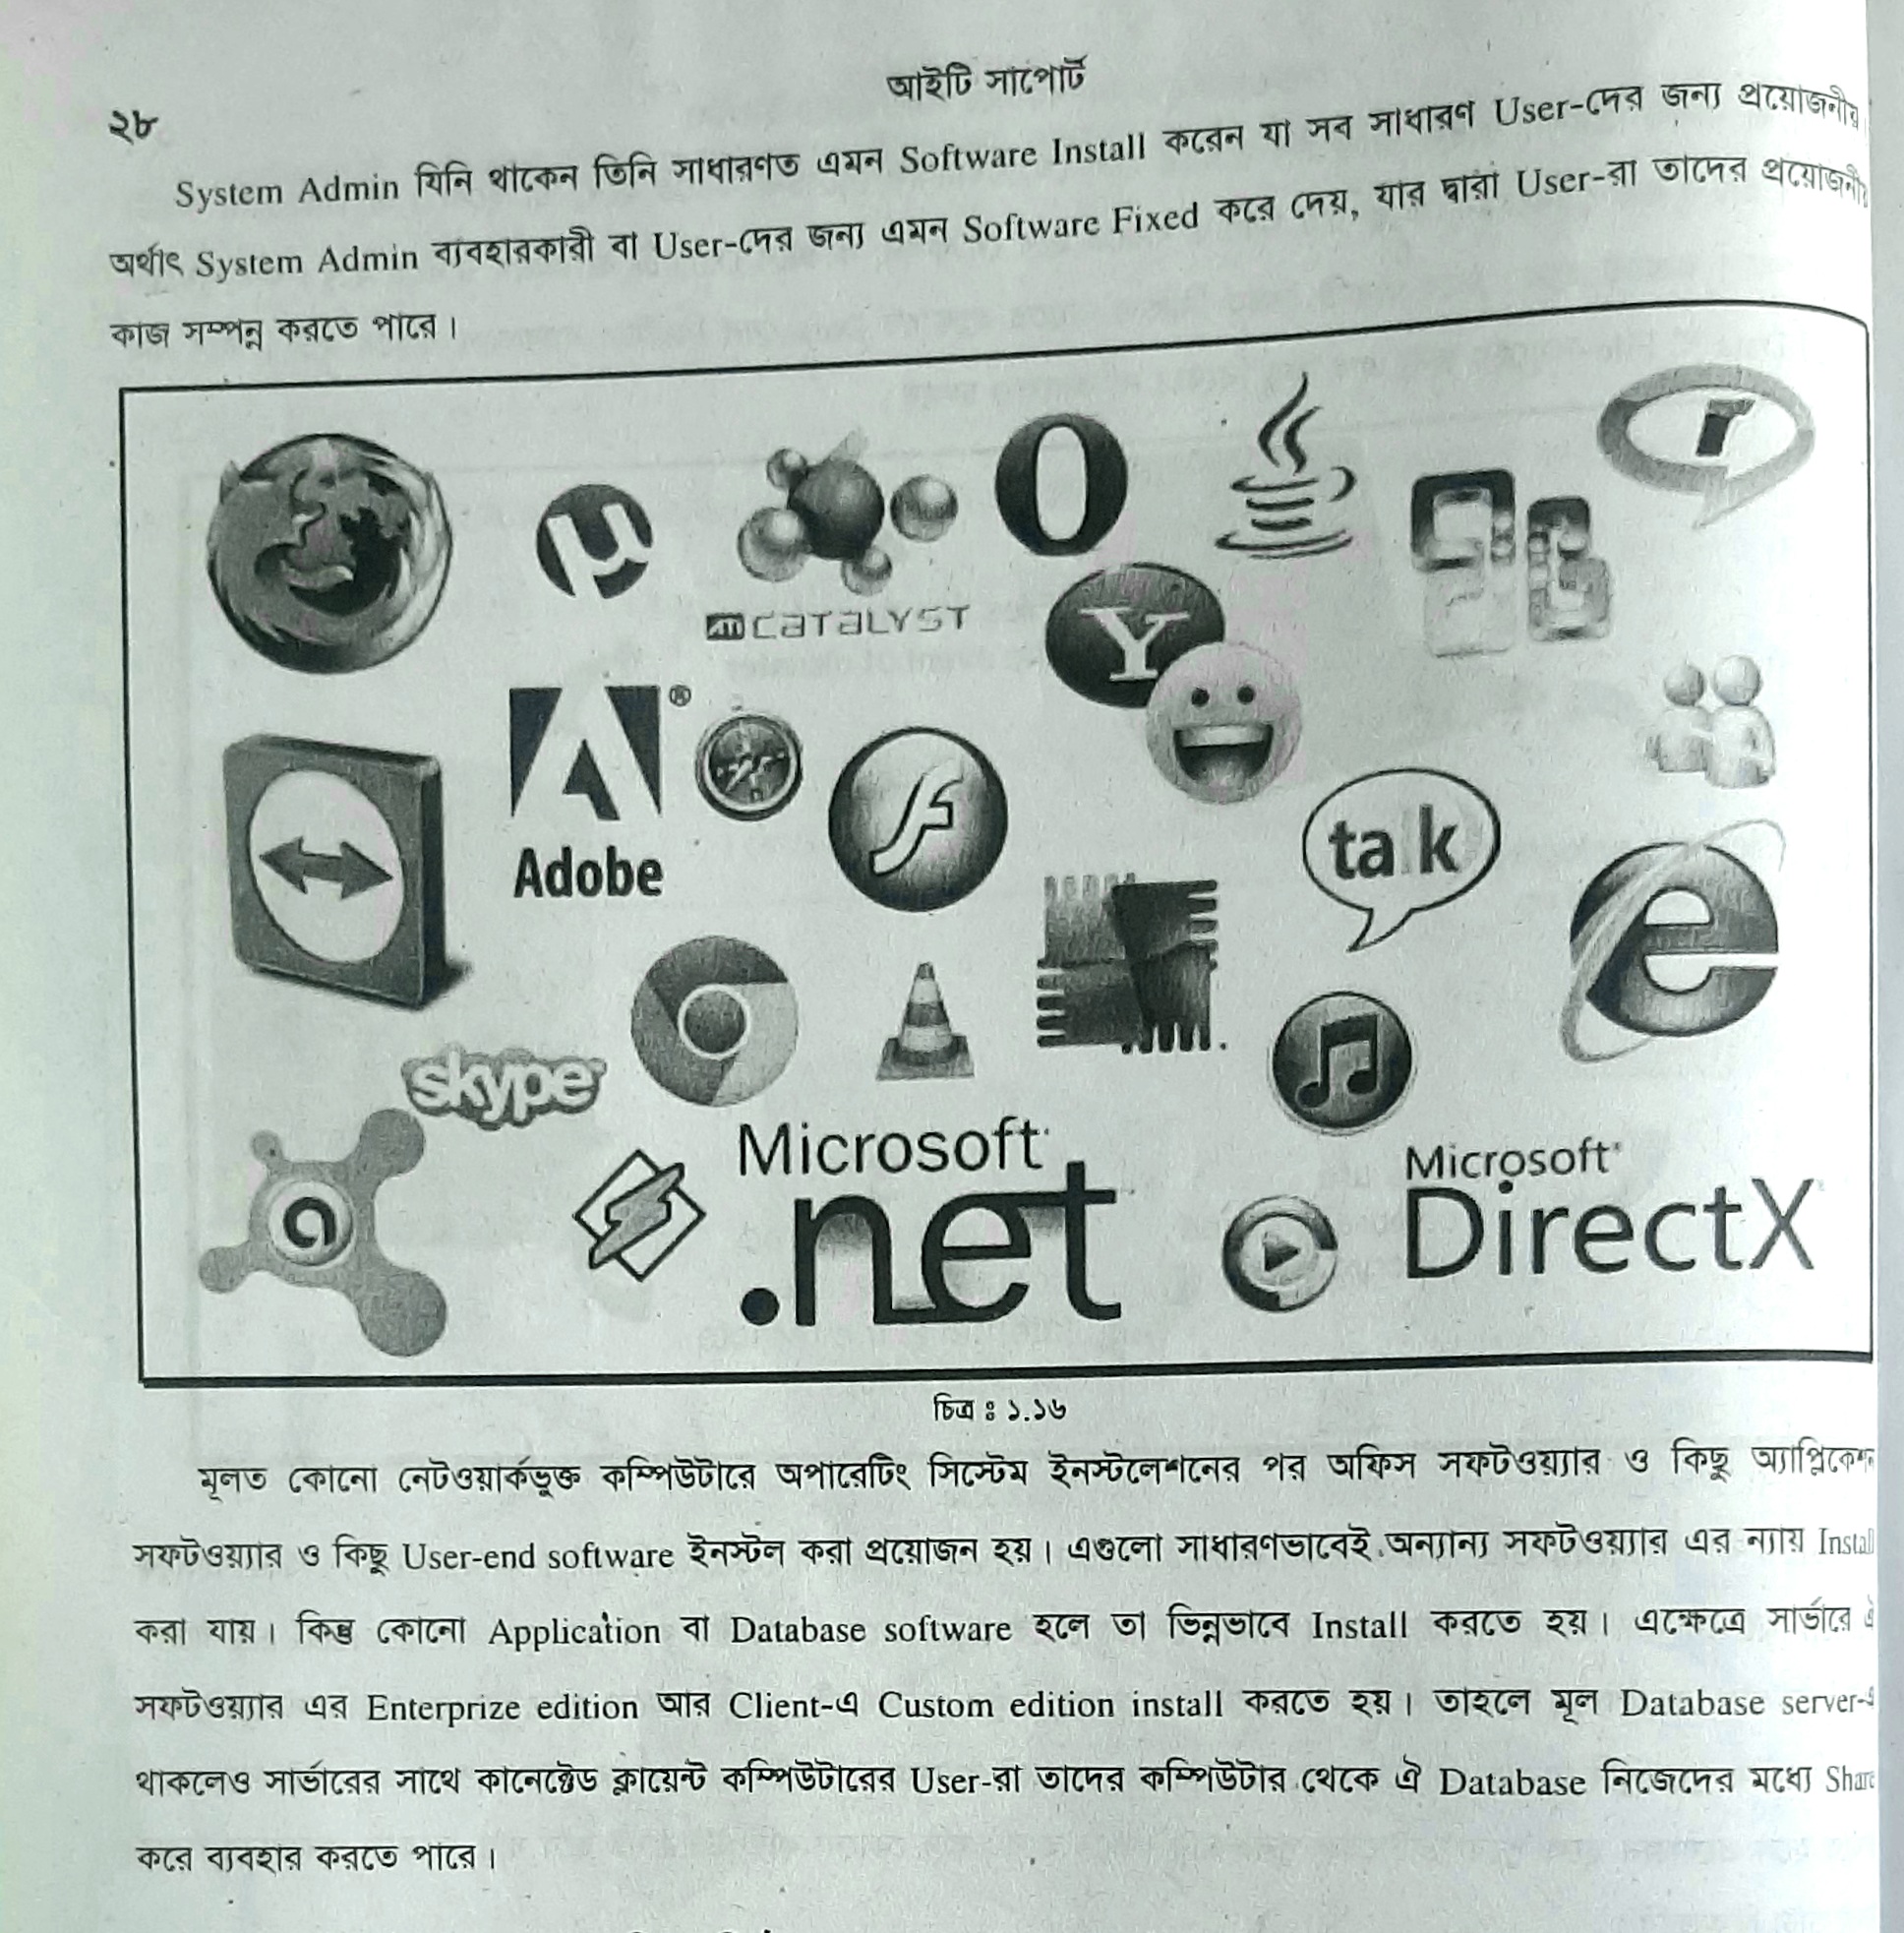 আইটি সাপোর্ট
২৮
System Admin যিনি থাকেন তিনি সাধারণত এমন Software Install করেন যা সব সাধারণ User-দের জন্য প্রয়োজনীয়
অর্থাৎ System Admin ব্যবহারকারী বা User-দের জন্য এমন Software Fixed করে দেয়, যার দ্বারা User-রা তাদের প্রয়োজনীয়
কাজ সম্পন্ন করতে পারে।
ATI CATALYST
Adobe
talk
skype
Microsoft
.net
Microsoft
DirectX
চিত্র ঃ ১.১৬
মূলত কোনো নেটওয়ার্কভুক্ত কম্পিউটারে অপারেটিং সিস্টেম ইনস্টলেশনের পর অফিস সফটওয়্যার ও কিছু অ্যাপ্লিকেশন
সফটওয়্যার ও কিছু User-end software ইনস্টল করা প্রয়োজন হয়। এগুলো সাধারণভাবেই অন্যান্য সফটওয়্যার এর ন্যায় Install
করা যায়। কিন্তু কোনো Application বা Database software হলে তা ভিন্নভাবে Install করতে হয়। এক্ষেত্রে সার্ভারে ঐ
সফটওয়্যার এর Enterprize edition আর Client-এ Custom edition install করতে হয়। তাহলে মূল Database server-এ
থাকলেও সার্ভারের সাথে কানেক্টেড ক্লায়েন্ট কম্পিউটারের User-রা তাদের কম্পিউটার থেকে ঐ Database নিজেদের মধ্যে Share
করে ব্যবহার করতে পারে।